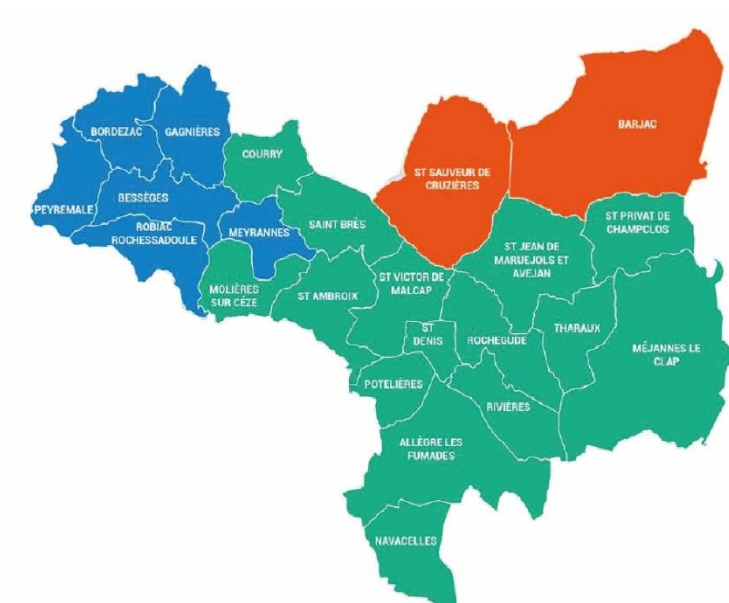 BARJAC
BORDEZAC
GAGNIÈRES
COURRY
ST SAUVEUR DE
CRUZIÈRES
BESSÈGES
PEYREMALE
ROBIAC
ROCHESSADOULE
MEYRANNES
SAINT BRÈS
ST PRIVAT DE
CHAMPCLOS
ST JEAN DE
MARUEJOLS ET
AVEJAN
MOLIÈRES
SUR CÉZE
ST AMBROIX
ST VICTOR DE
MALCAP
ST
DENIS
ROCHEGUDE
THARAUX
MÉJANNES LE
CLAP
POTELIÈRES
RIVIÈRES
ALLÈGRE LES
FUMADES
NAVACELLES